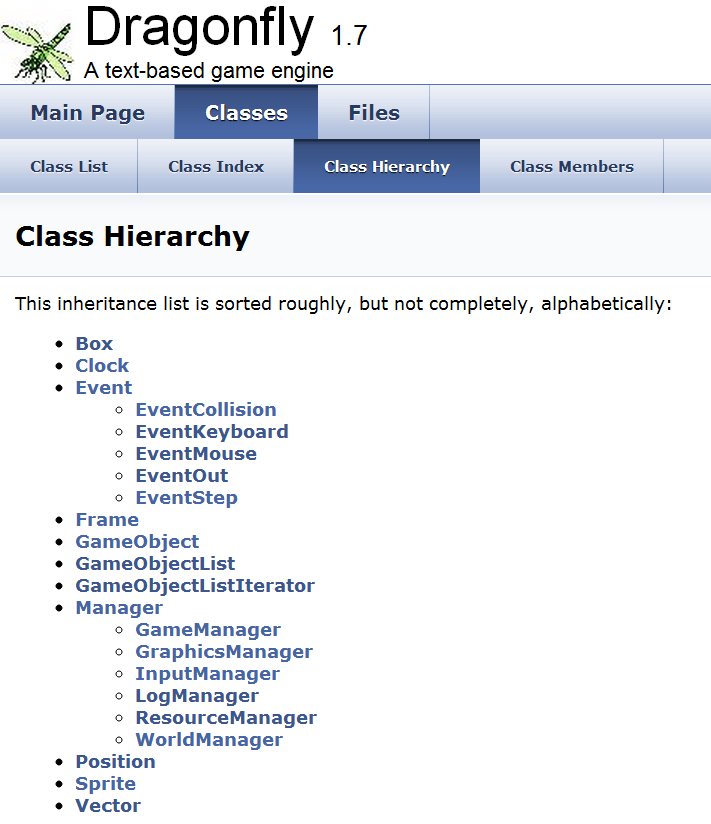 Dragonfly 1.7
A text-based game engine
Main Page Classes Files
Class List Class Index Class Hierarchy Class Members
Class Hierarchy
This inheritance list is sorted roughly, but not completely, alphabetically:
Box
Clock
Event
EventCollision
EventKeyboard
EventMouse
EventOut
EventStep
Frame
GameObject
GameObjectList
GameObjectListIterator
Manager
GameManager
GraphicsManager
InputManager
LogManager
ResourceManager
WorldManager
Position
Sprite
Vector